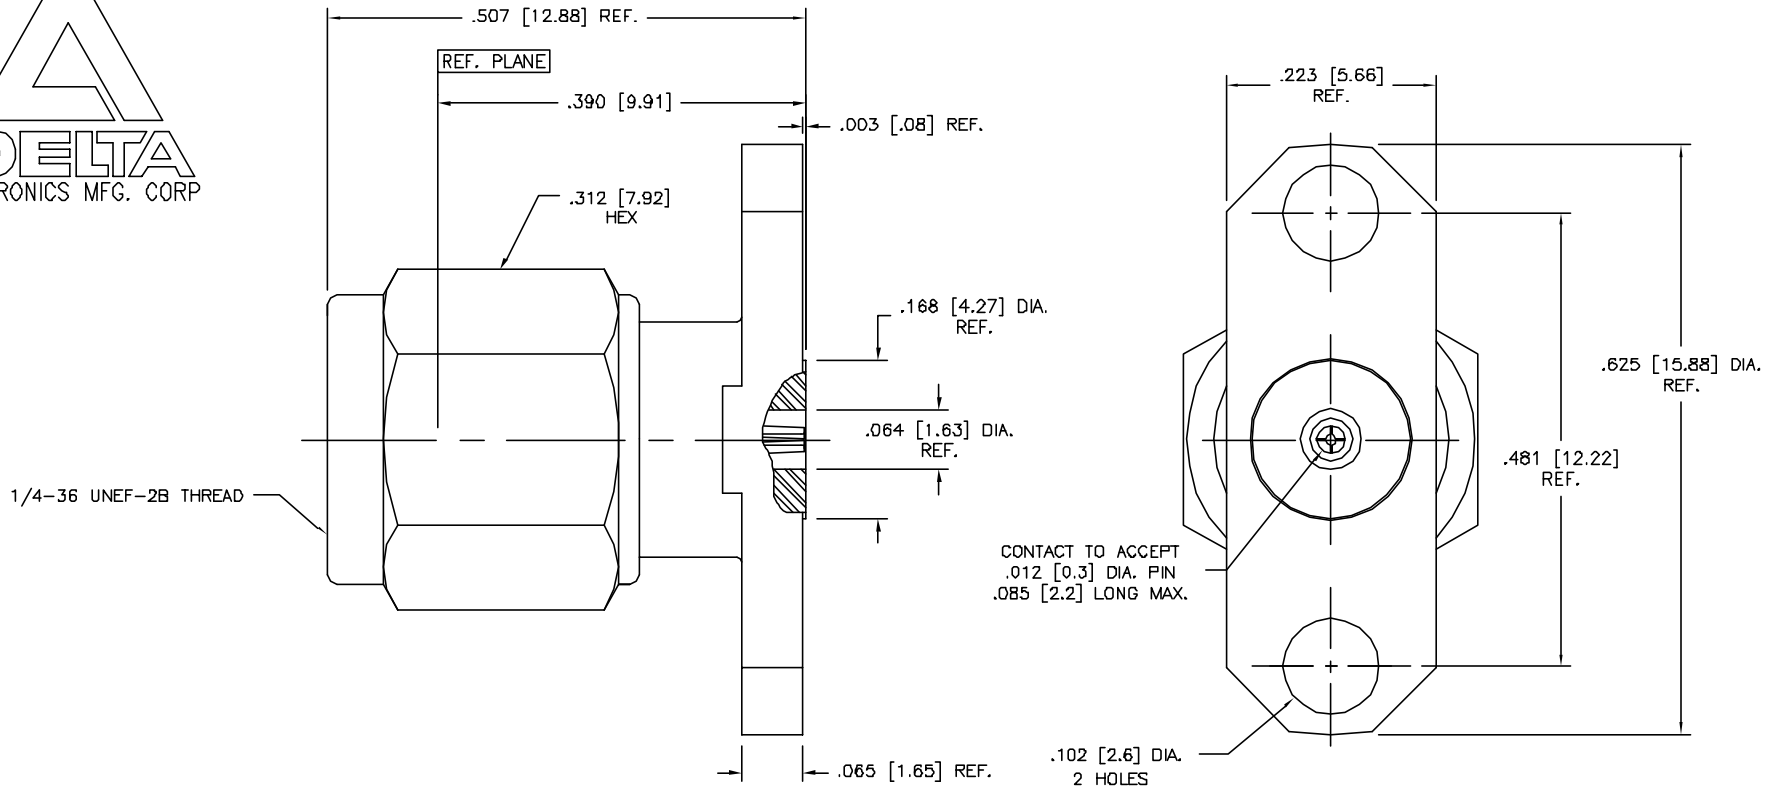 .507 [12.88] REF.
REF. PLANE
.390 [9.91]
.003 [.08] REF.
.223 [5.66]
REF.
DELTA
RONICS MFG. CORP
.312 [7.92]
HEX
.168 [4.27] DIA.
REF.
.625 [15.88] DIA.
REF.
.064 [1.63] DIA.
REF.
.481 [12.22]
REF.
1/4-36 UNEF-2B THREAD
CONTACT TO ACCEPT
.012 [0.3] DIA. PIN
.085 [2.2] LONG MAX.
.065 [1.65] REF.
.102 [2.6] DIA.
2 HOLES